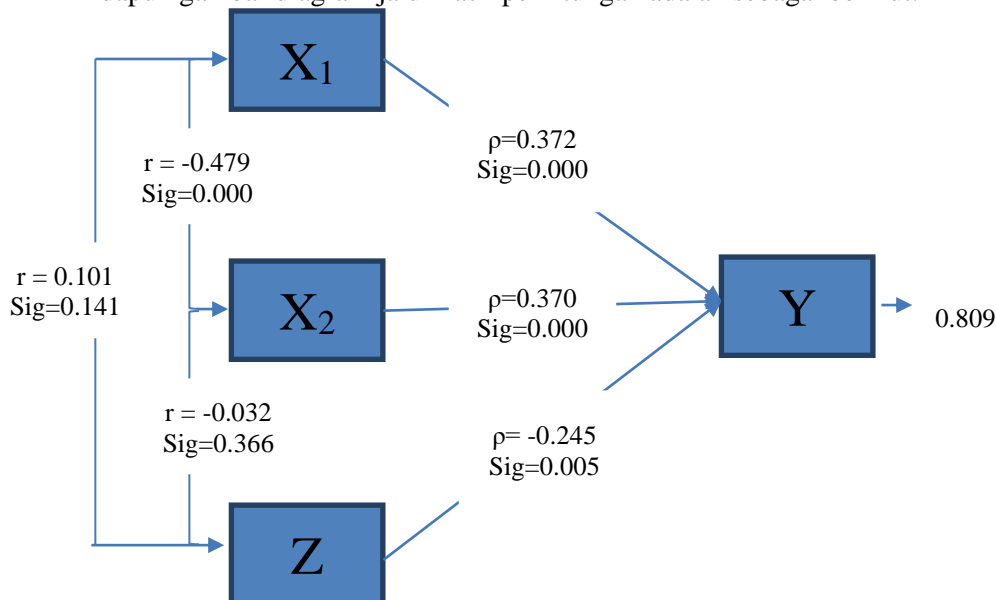 X1
ρ=0.372
Sig=0.000
r = -0.479
Sig=0.000
r = 0.101
Sig=0.141
X2
ρ=0.370
Sig=0.000
Y
0.809
r = -0.032
Sig=0.366
ρ= -0.245
Sig=0.005
Z